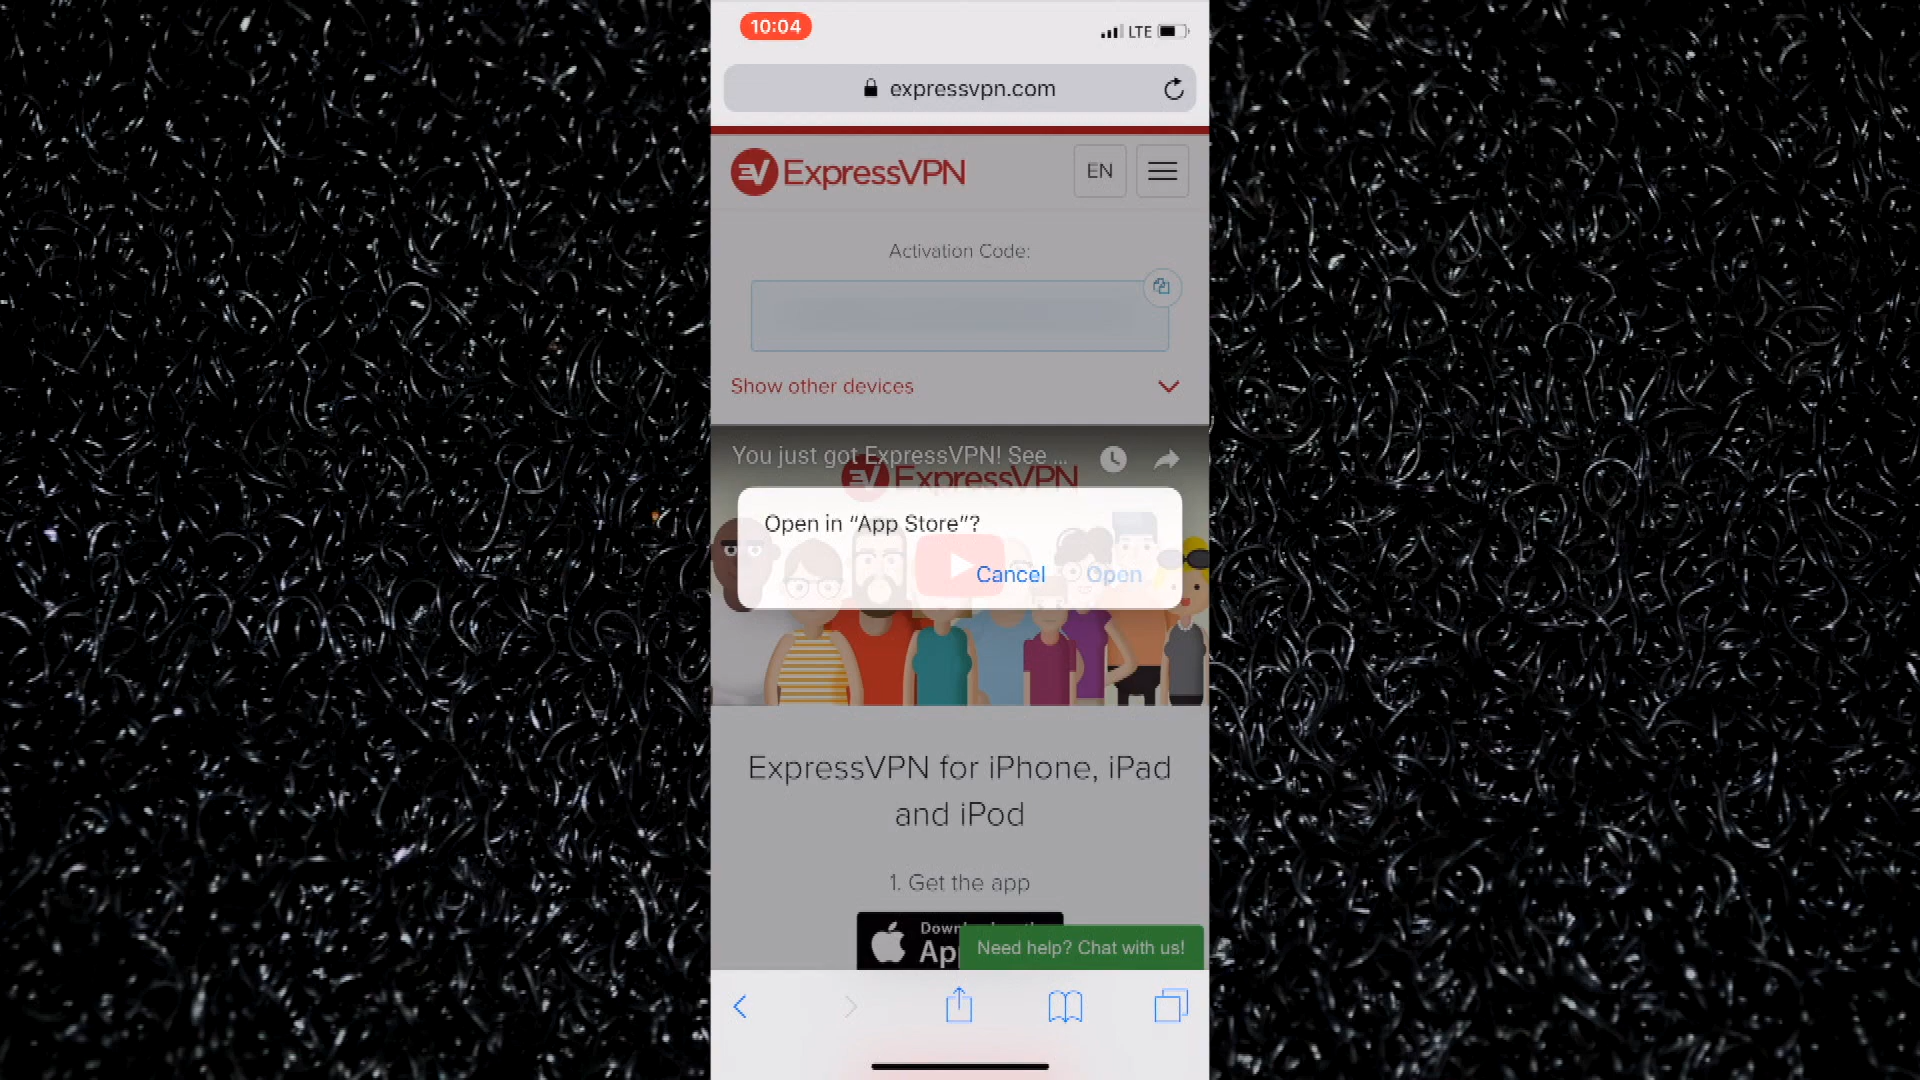 10:04
LTE
expressvpn.com
ExpressVPN
EN
Activation Code:
Show other devices
You just got ExpressVPN! See ...
ExpressVPN
Open in “App Store”?
Cancel
Open
ExpressVPN for iPhone, iPad
and iPod
1. Get the app
Need help? Chat with us!